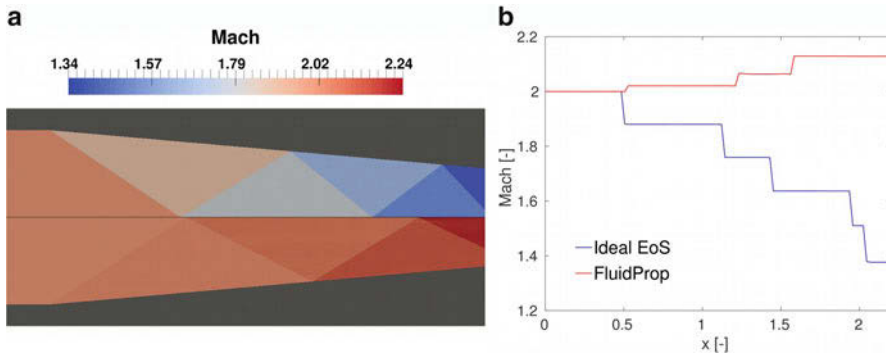 a
Mach
1.34 1.57 1.79 2.02 2.24
b
2.2
2
1.8
1.6
1.4
1.2
Mach [-]
Ideal EoS
FluidProp
0 0.5 1 1.5 2
x [-]